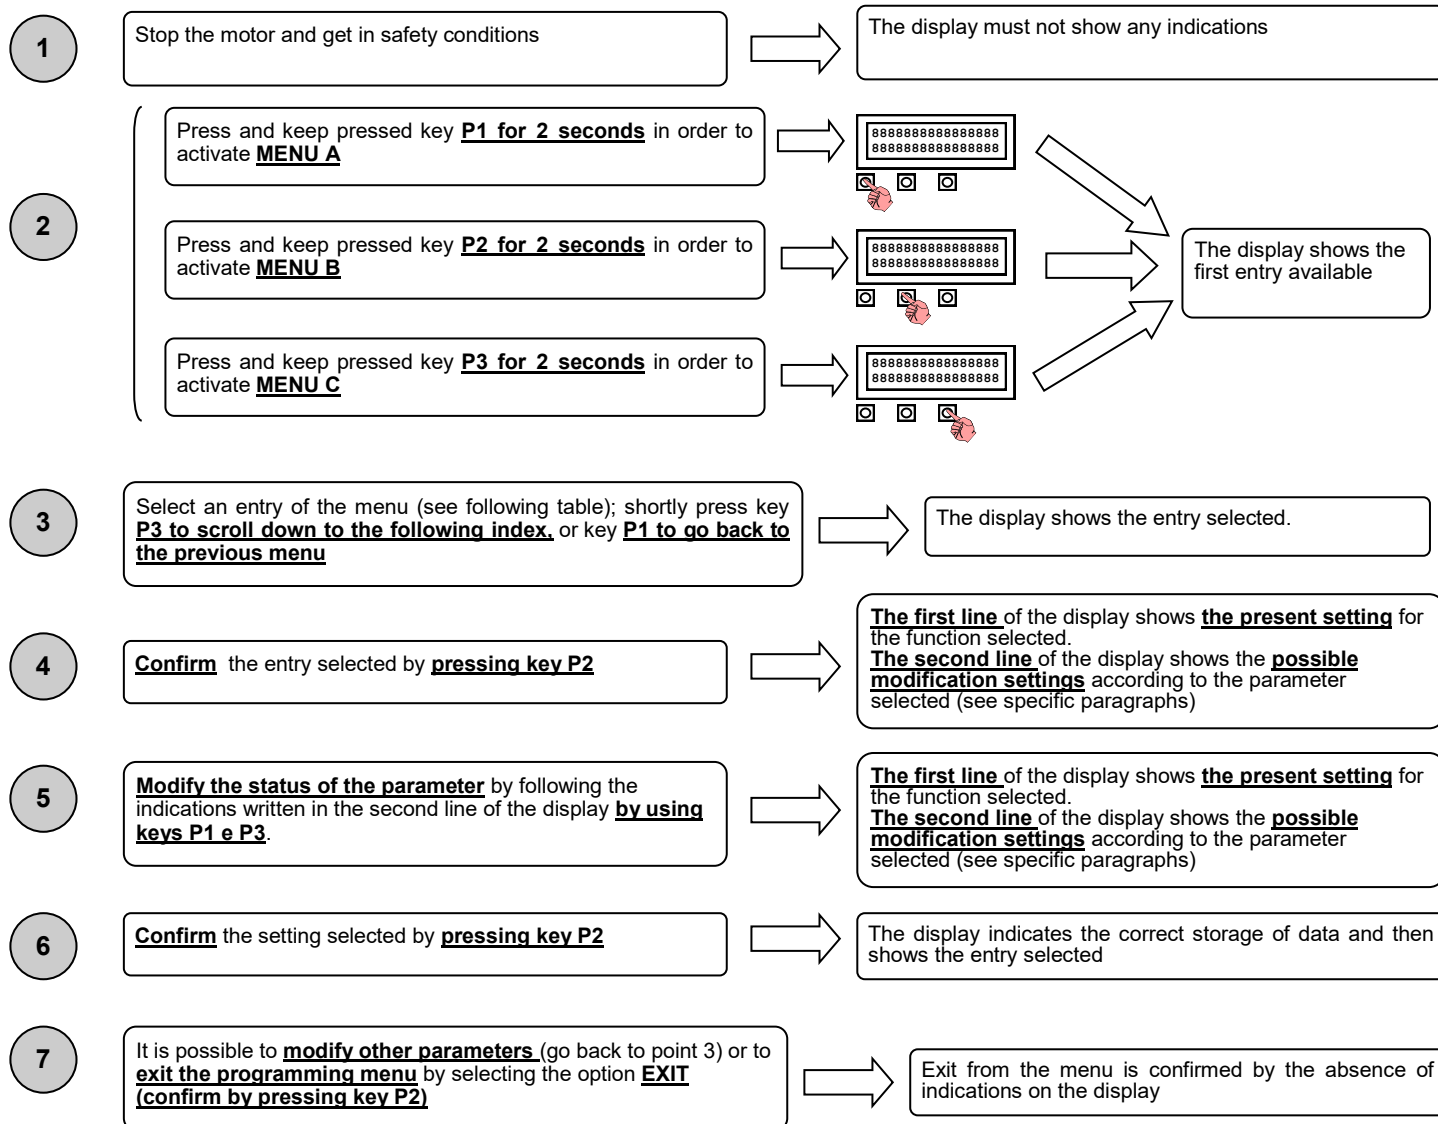 1
Stop the motor and get in safety conditions
The display must not show any indications
2
Press and keep pressed key P1 for 2 seconds in order to
activate MENU A
8888888888888888
8888888888888888
Press and keep pressed key P2 for 2 seconds in order to
activate MENU B
8888888888888888
8888888888888888
Press and keep pressed key P3 for 2 seconds in order to
activate MENU C
8888888888888888
8888888888888888
The display shows the
first entry available
3
Select an entry of the menu (see following table); shortly press key
P3 to scroll down to the following index, or key P1 to go back to
the previous menu
The display shows the entry selected.
4
Confirm the entry selected by pressing key P2
The first line of the display shows the present setting for
the function selected.
The second line of the display shows the possible
modification settings according to the parameter
selected (see specific paragraphs)
5
Modify the status of the parameter by following the
indications written in the second line of the display by using
keys P1 e P3.
The first line of the display shows the present setting for
the function selected.
The second line of the display shows the possible
modification settings according to the parameter
selected (see specific paragraphs)
6
Confirm the setting selected by pressing key P2
The display indicates the correct storage of data and then
shows the entry selected
7
It is possible to modify other parameters (go back to point 3) or to
exit the programming menu by selecting the option EXIT
(confirm by pressing key P2)
Exit from the menu is confirmed by the absence of
indications on the display